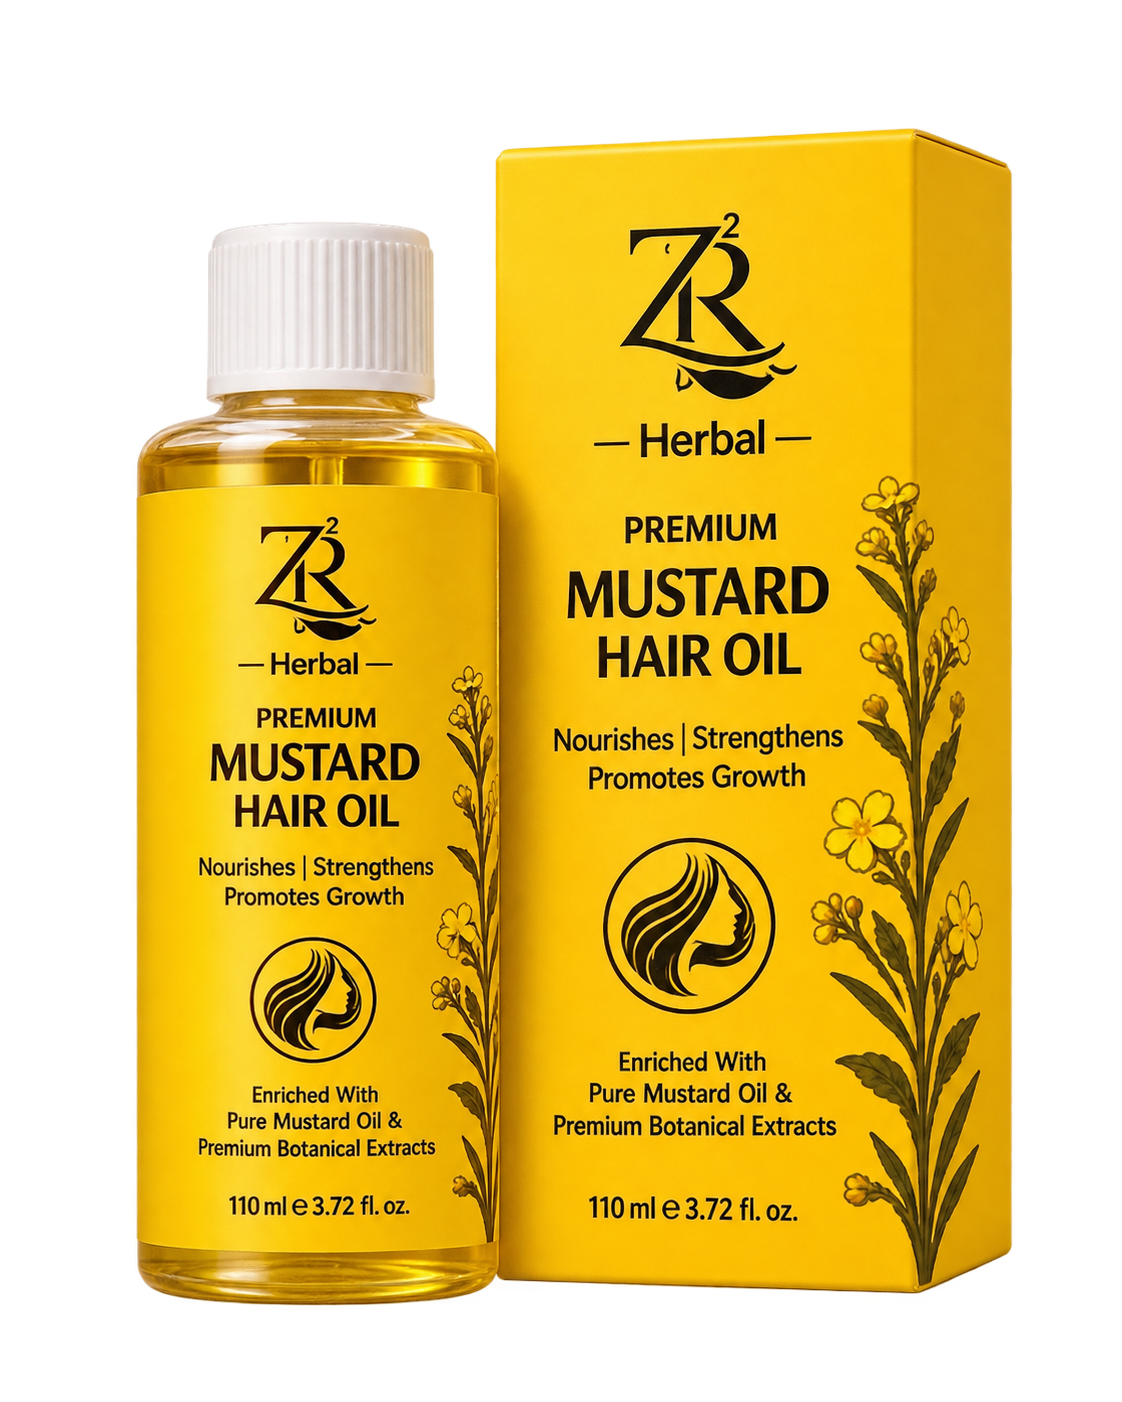 ZR²
Herbal
PREMIUM
MUSTARD
HAIR OIL
Nourishes | Strengthens
Promotes Growth
Enriched With
Pure Mustard Oil &
Premium Botanical Extracts
110 ml ℮ 3.72 fl. oz.
ZR²
Herbal
PREMIUM
MUSTARD
HAIR OIL
Nourishes | Strengthens
Promotes Growth
Enriched With
Pure Mustard Oil &
Premium Botanical Extracts
110 ml ℮ 3.72 fl. oz.